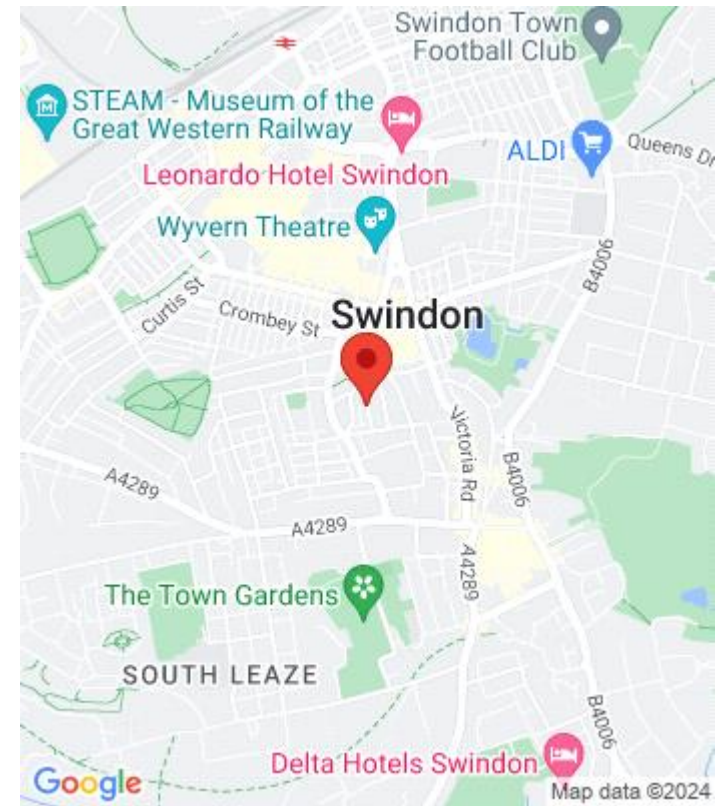 Swindon Town
Football Club
STEAM - Museum of the
Great Western Railway
ALDI
Queens Dr
Leonardo Hotel Swindon
Wyvern Theatre
B4006
Curtis St
Crombey St
Swindon
Victoria Rd
B4006
A4289
A4289
A4289
The Town Gardens
SOUTH LEAZE
B4006
Delta Hotels Swindon
Google
Map data ©2024